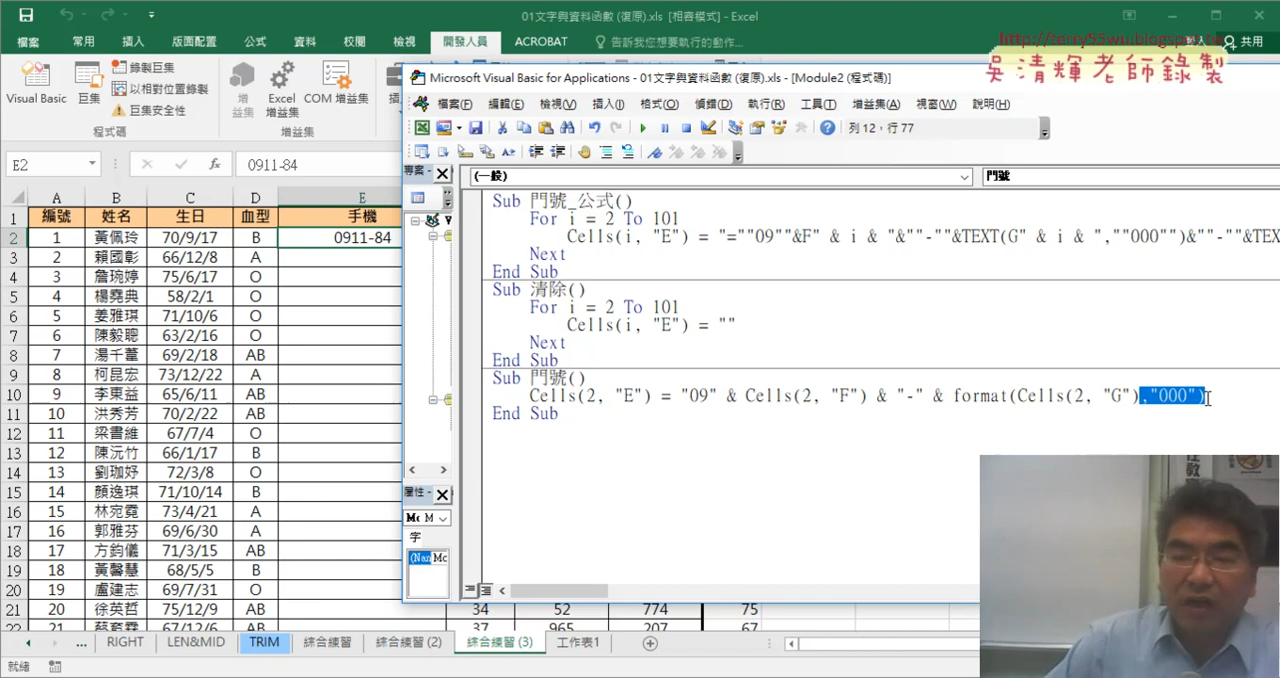 01文字與資料函數 (復原).xls [相容模式] - Excel
檔案 常用 插入 版面配置 公式 資料 校閱 檢視 開發人員 ACROBAT 告訴我您想要執行的動作... 共用
http://terry55wu.blogspot.tw
吳清輝老師錄製
Visual Basic 巨集 錄製巨集 以相對位置錄製 巨集安全性
增益集 Excel 增益集 COM 增益集
程式碼 增益集
E2 fx 0911-84
A B C D E
1 編號 姓名 生日 血型 手機
2 1 黃佩玲 70/9/17 B 0911-84
3 2 賴國彰 66/12/8 A
4 3 詹琬婷 75/6/17 O
5 4 楊堯典 58/2/1 O
6 5 姜雅琪 71/10/6 O
7 6 陳毅聰 63/2/16 O
8 7 湯千薑 69/2/18 AB
9 8 柯昆宏 73/12/22 A
10 9 李東益 65/6/11 AB
11 10 洪秀芳 70/2/22 AB
12 11 梁書維 67/7/4 O
13 12 陳沅竹 66/1/17 B
14 13 劉珈妤 72/3/8 O
15 14 顏逸琪 71/10/14 B
16 15 林宛霓 73/4/21 A
17 16 郭雅芬 69/6/30 A
18 17 方鈞儀 71/3/15 AB
19 18 黃馨慧 68/5/5 B
20 19 盧建志 69/7/31 O
21 20 徐英哲 75/12/9 AB 34 52 774 75
22 21 67/12/6 AB 37 965 207 67
... RIGHT LEN&MID TRIM 綜合練習 綜合練習 (2) 綜合練習 (3) 工作表1
就緒
Microsoft Visual Basic for Applications - 01文字與資料函數 (復原).xls - [Module2 (程式碼)]
檔案(F) 編輯(E) 檢視(V) 插入(I) 格式(O) 偵錯(D) 執行(R) 工具(T) 增益集(A) 視窗(W) 說明(H)
列 12，行 77
專案 -
(一般) 門號
Sub 門號_公式()
For i = 2 To 101
Cells(i, "E") = "=""09""&F" & i & "&""-""&TEXT(G" & i & ",""000"")&""-""&TE
Next
End Sub
Sub 清除()
For i = 2 To 101
Cells(i, "E") = ""
Next
End Sub
Sub 門號()
Cells(2, "E") = "09" & Cells(2, "F") & "-" & format(Cells(2, "G"),"000")
End Sub
屬性 -
Mc M
字
(Nan Mc